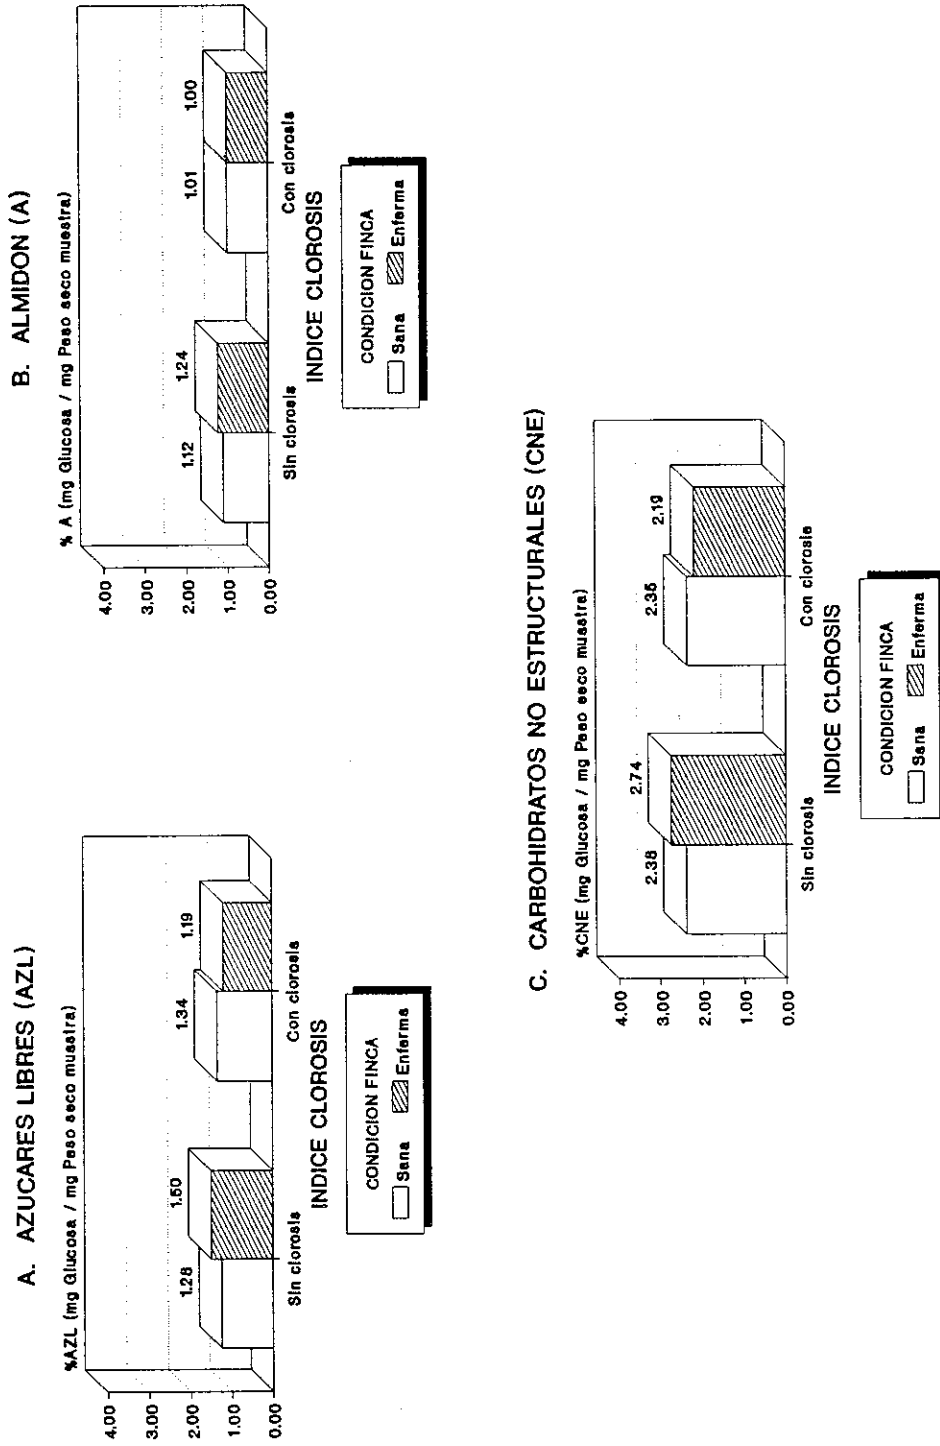 A. AZUCARES LIBRES (AZL)
%AZL (mg Glucosa / mg Peso seco muestra)
4.00
3.00
2.00
1.00
0.00
1.28
1.50
1.34
1.19
Sin clorosis
Con clorosis
INDICE CLOROSIS
CONDICION FINCA
Sana
Enferma
B. ALMIDON (A)
% A (mg Glucosa / mg Peso seco muestra)
4.00
3.00
2.00
1.00
0.00
1.12
1.24
1.01
1.00
Sin clorosis
Con clorosis
INDICE CLOROSIS
CONDICION FINCA
Sana
Enferma
C. CARBOHIDRATOS NO ESTRUCTURALES (CNE)
%CNE (mg Glucosa / mg Peso seco muestra)
4.00
3.00
2.00
1.00
0.00
2.38
2.74
2.35
2.19
Sin clorosis
Con clorosis
INDICE CLOROSIS
CONDICION FINCA
Sana
Enferma